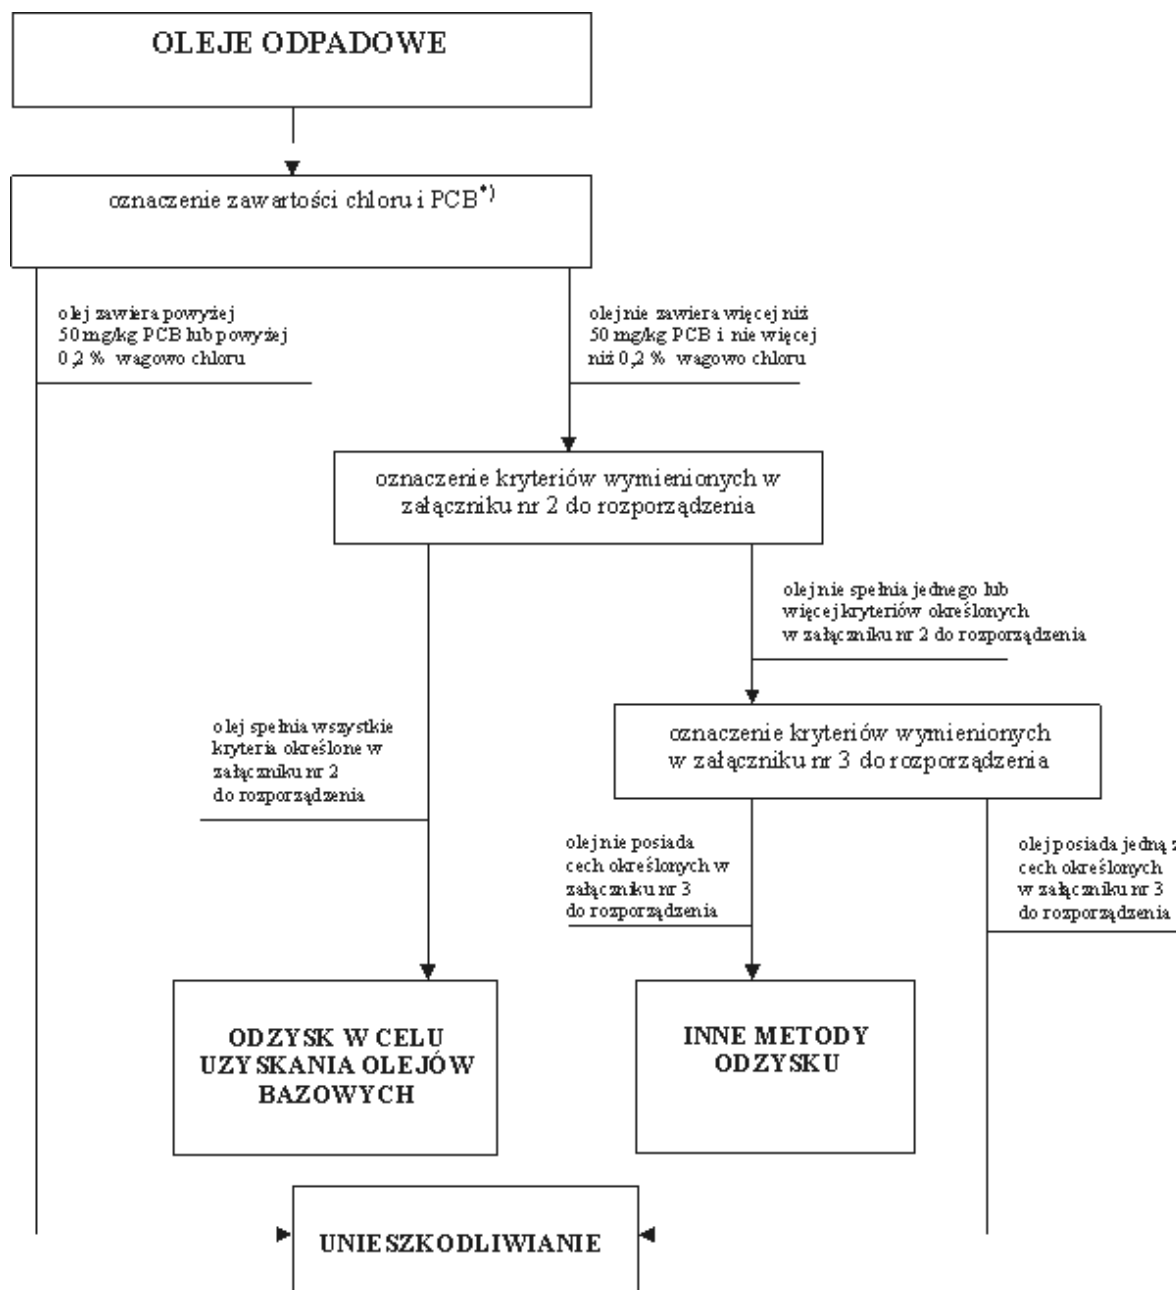 OLEJE ODPADOWE
oznaczenie zawartości chloru i PCB*)
olej zawiera powyżej
50 mg/kg PCB lub powyżej
0,2 % wagowo chloru
olej nie zawiera więcej niż
50 mg/kg PCB i nie więcej
niż 0,2 % wagowo chloru
oznaczenie kryteriów wymienionych w
załączniku nr 2 do rozporządzenia
olej nie spełnia jednego lub
więcej kryteriów określonych
w załączniku nr 2 do rozporządzenia
olej spełnia wszystkie
kryteria określone w
załączniku nr 2
do rozporządzenia
oznaczenie kryteriów wymienionych
w załączniku nr 3 do rozporządzenia
olej nie posiada
cech określonych w
załączniku nr 3
do rozporządzenia
olej posiada jedną z
cech określonych
w załączniku nr 3
do rozporządzenia
ODZYSK W CELU
UZYSKANIA OLEJÓW
BAZOWYCH
INNE METODY
ODZYSKU
UNIESZKODLIWIANIE